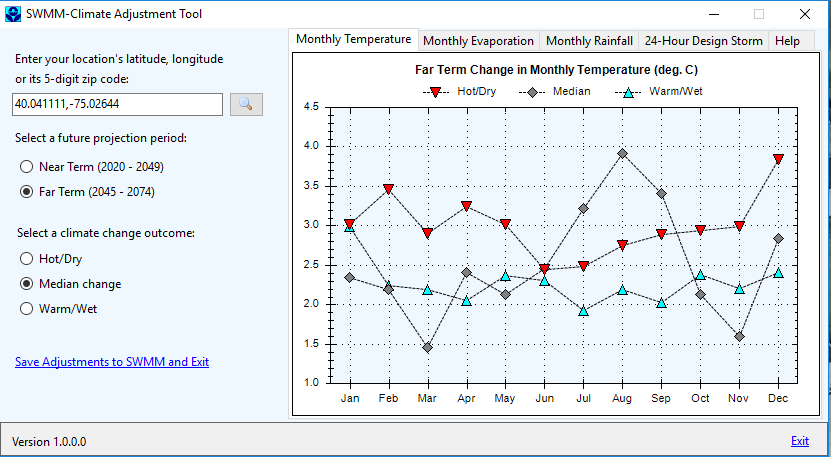 SWMM-Climate Adjustment Tool
Enter your location's latitude, longitude
or its 5-digit zip code:
40.041111,-75.02644
Select a future projection period:
Near Term (2020 - 2049)
Far Term (2045 - 2074)
Select a climate change outcome:
Hot/Dry
Median change
Warm/Wet
Save Adjustments to SWMM and Exit
Monthly Temperature Monthly Evaporation Monthly Rainfall 24-Hour Design Storm Help
Far Term Change in Monthly Temperature (deg. C)
Hot/Dry Median Warm/Wet
4.5
4.0
3.5
3.0
2.5
2.0
1.5
1.0
Jan Feb Mar Apr May Jun Jul Aug Sep Oct Nov Dec
Version 1.0.0.0
Exit